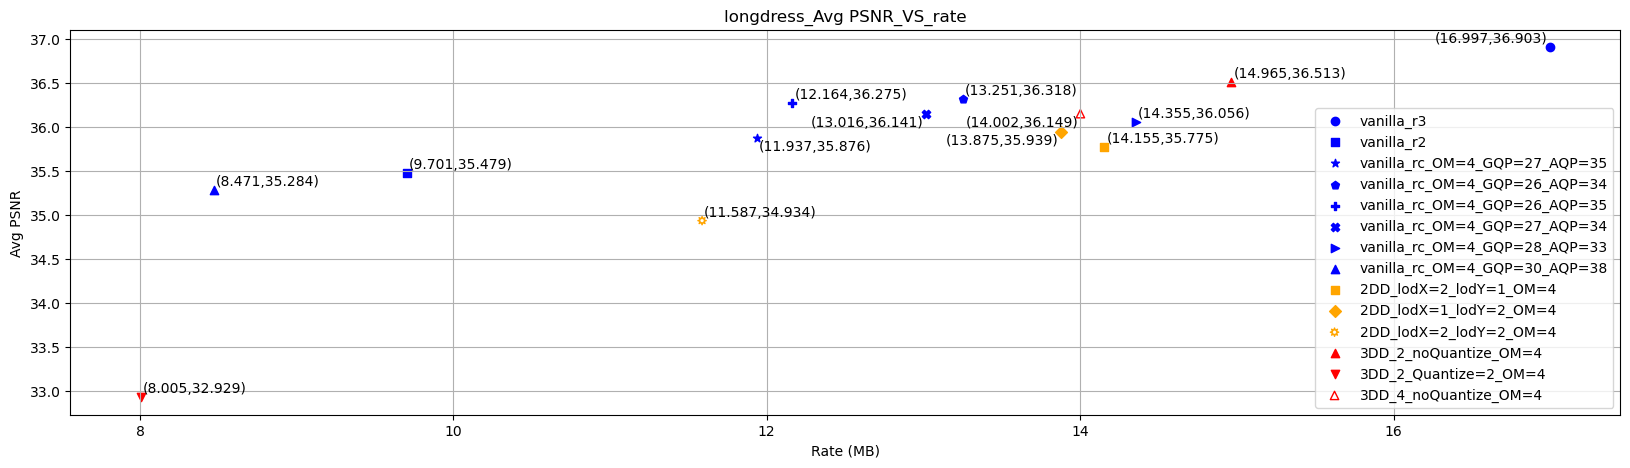 longdress_Avg PSNR_VS_rate
Avg PSNR
37.0
36.5
36.0
35.5
35.0
34.5
34.0
33.5
33.0
(16.997,36.903)
(14.965,36.513)
(12.164,36.275)
(13.251,36.318)
(13.016,36.141)
(14.002,36.149)
(14.355,36.056)
(11.937,35.876)
(13.875,35.939)
(14.155,35.775)
(9.701,35.479)
(8.471,35.284)
(11.587,34.934)
(8.005,32.929)
vanilla_r3
vanilla_r2
vanilla_rc_OM=4_GQP=27_AQP=35
vanilla_rc_OM=4_GQP=26_AQP=34
vanilla_rc_OM=4_GQP=26_AQP=35
vanilla_rc_OM=4_GQP=27_AQP=34
vanilla_rc_OM=4_GQP=28_AQP=33
vanilla_rc_OM=4_GQP=30_AQP=38
2DD_lodX=2_lodY=1_OM=4
2DD_lodX=1_lodY=2_OM=4
2DD_lodX=2_lodY=2_OM=4
3DD_2_noQuantize_OM=4
3DD_2_Quantize=2_OM=4
3DD_4_noQuantize_OM=4
8
10
12
14
16
Rate (MB)